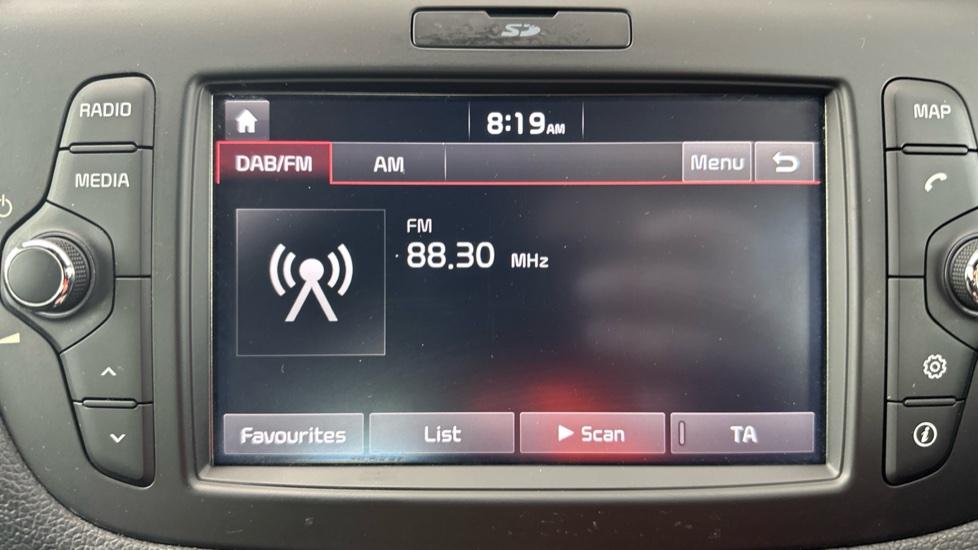 SD
RADIO
MEDIA
MAP
8:19AM
DAB/FM AM Menu
FM
88.30 MHz
Favourites List Scan TA